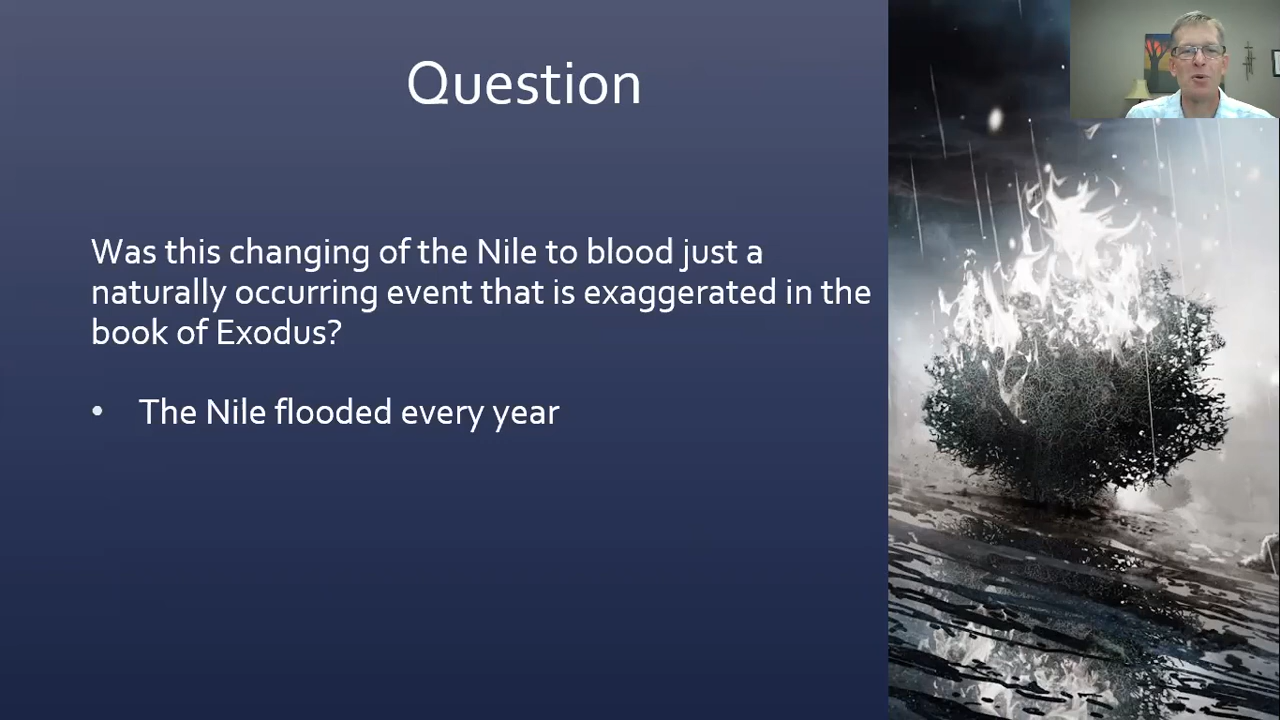 Question
Was this changing of the Nile to blood just a
naturally occurring event that is exaggerated in the
book of Exodus?
• The Nile flooded every year